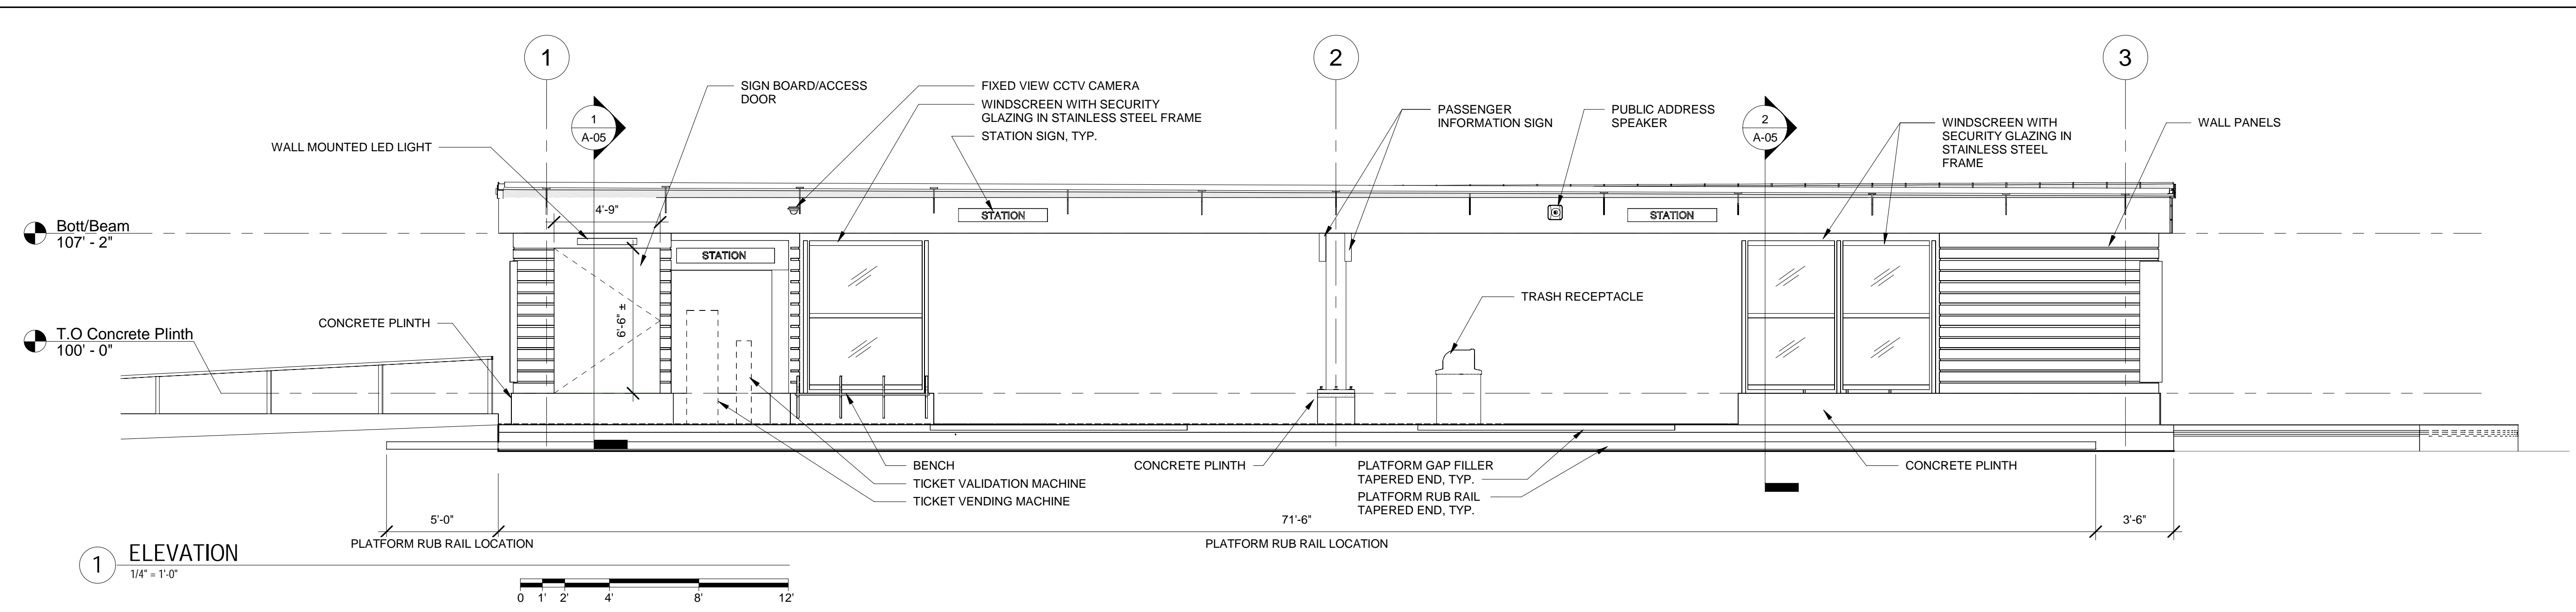 1
2
3
SIGN BOARD/ACCESS
DOOR
FIXED VIEW CCTV CAMERA
WINDSCREEN WITH SECURITY
GLAZING IN STAINLESS STEEL FRAME
STATION SIGN, TYP.
PASSENGER
INFORMATION SIGN
PUBLIC ADDRESS
SPEAKER
WINDSCREEN WITH
SECURITY GLAZING IN
STAINLESS STEEL
FRAME
WALL PANELS
1
A-05
2
A-05
WALL MOUNTED LED LIGHT
4'-9"
STATION
STATION
Bott/Beam
107' - 2"
STATION
6'-6" ±
TRASH RECEPTACLE
CONCRETE PLINTH
T.O Concrete Plinth
100' - 0"
BENCH
TICKET VALIDATION MACHINE
TICKET VENDING MACHINE
CONCRETE PLINTH
PLATFORM GAP FILLER
TAPERED END, TYP.
PLATFORM RUB RAIL
TAPERED END, TYP.
CONCRETE PLINTH
5'-0"
71'-6"
3'-6"
PLATFORM RUB RAIL LOCATION
PLATFORM RUB RAIL LOCATION
1
ELEVATION
1/4" = 1'-0"
0 1' 2' 4' 8' 12'